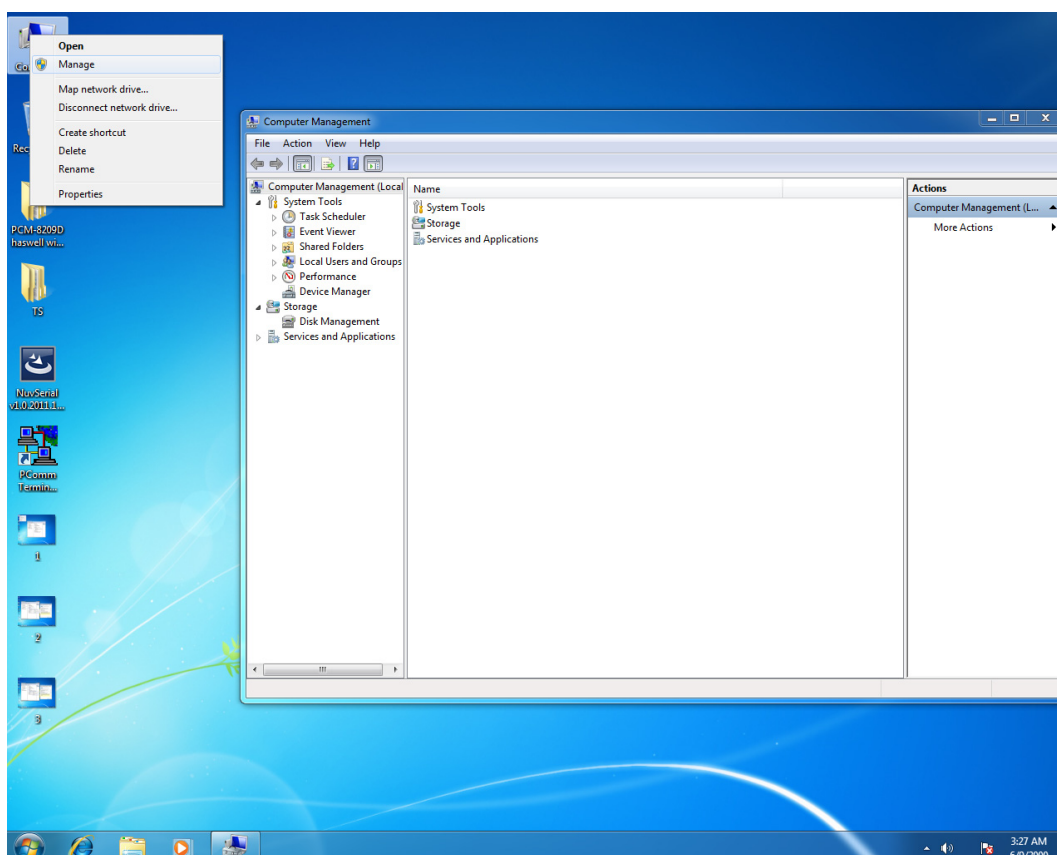 Open
Manage
Map network drive...
Disconnect network drive...
Create shortcut
Delete
Rename
Properties
PCM-8209D
haswell wi...
TS
NuvSerial
v1.0.2011.1...
PComm
Termin...
1
2
3
Computer Management
File Action View Help
Computer Management (Local
System Tools
Task Scheduler
Event Viewer
Shared Folders
Local Users and Groups
Performance
Device Manager
Storage
Disk Management
Services and Applications
Name
System Tools
Storage
Services and Applications
Actions
Computer Management (L...
More Actions
3:27 AM